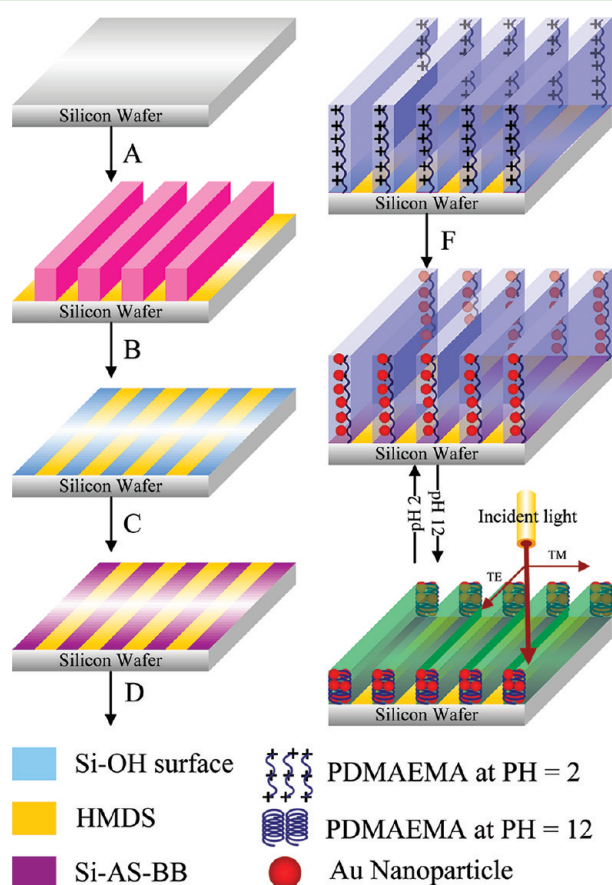 Silicon Wafer
A
Silicon Wafer
B
Silicon Wafer
C
Silicon Wafer
D
Silicon Wafer
F
Silicon Wafer
pH 2
pH 12
Incident light
TM
TE
Silicon Wafer
Si-OH surface
HMDS
Si-AS-BB
PDMAEMA at PH = 2
PDMAEMA at PH = 12
Au Nanoparticle